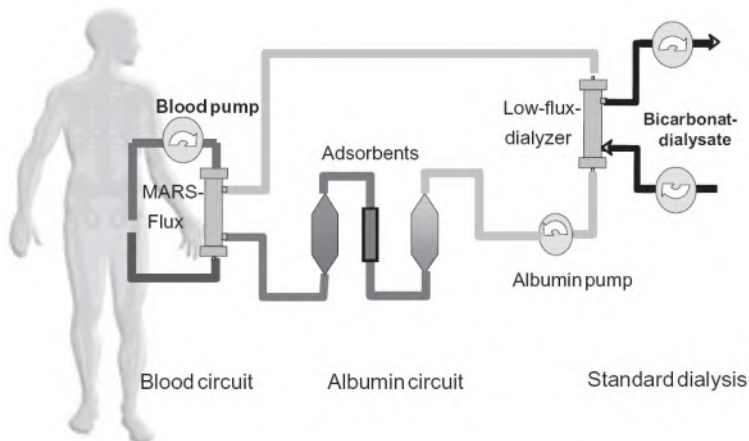 Blood pump
MARS-
Flux
Adsorbents
Low-flux-
dialyzer
Bicarbonat-
dialysate
Albumin pump
Blood circuit
Albumin circuit
Standard dialysis